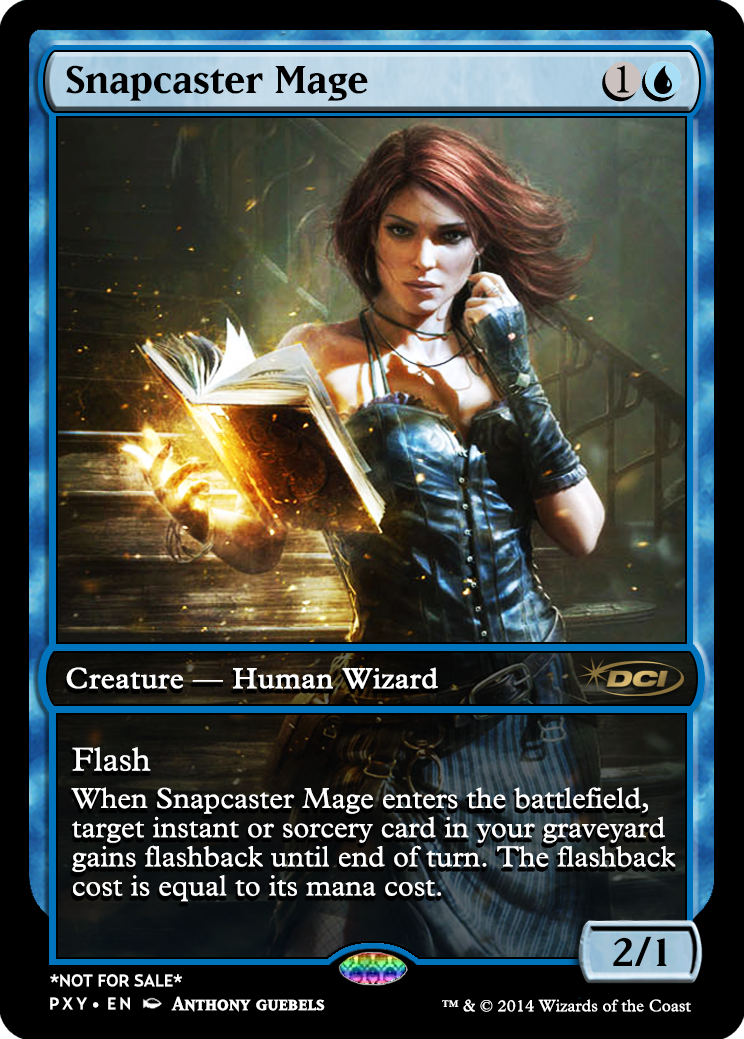 Snapcaster Mage 1
Creature — Human Wizard DCI
Flash
When Snapcaster Mage enters the battlefield,
target instant or sorcery card in your graveyard
gains flashback until end of turn. The flashback
cost is equal to its mana cost.
2/1
*NOT FOR SALE*
PXY • EN Anthony Guebels ™ & © 2014 Wizards of the Coast